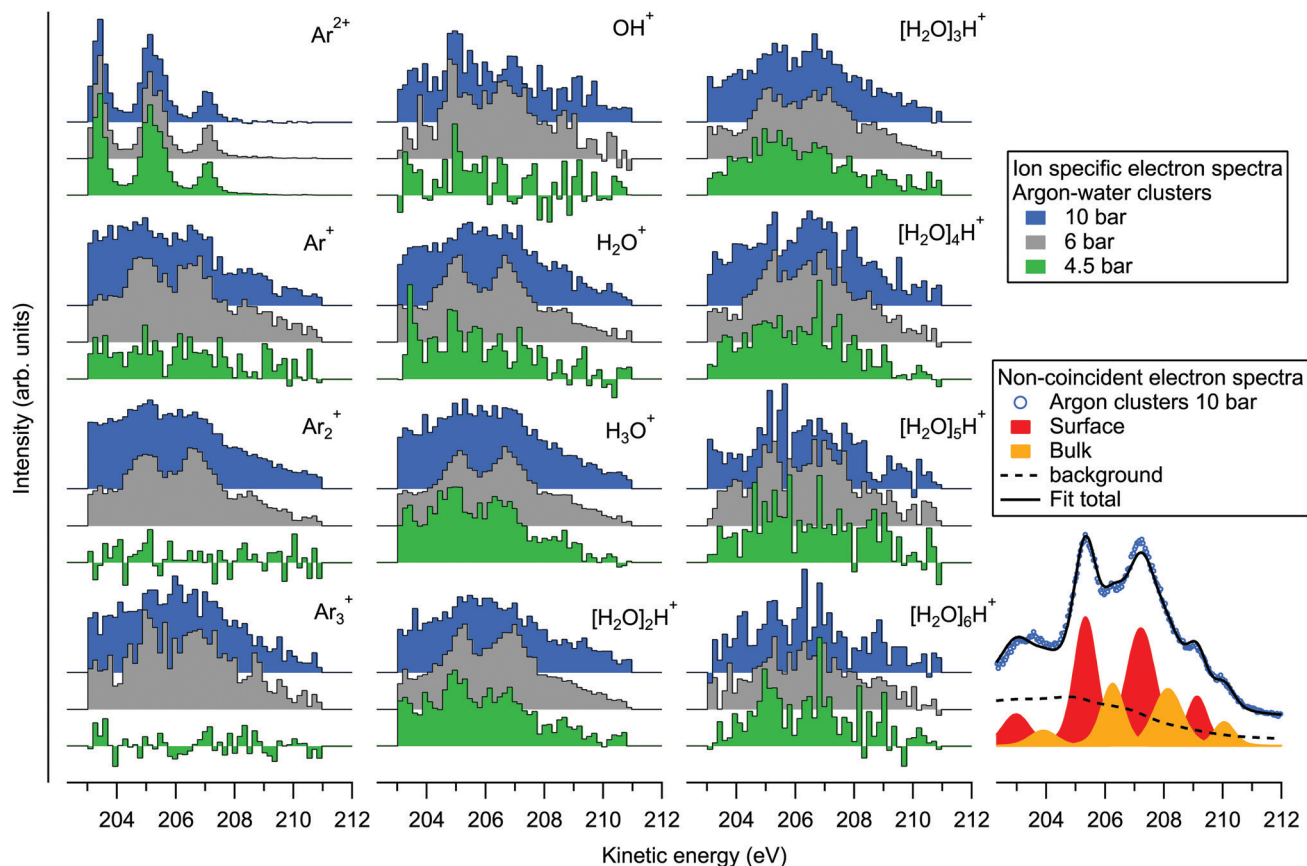 Intensity (arb. units)
Ar2+
OH+
[H2O]3H+
Ar+
H2O+
[H2O]4H+
Ar2+
H3O+
[H2O]5H+
Ar3+
[H2O]2H+
[H2O]6H+
Ion specific electron spectra
Argon-water clusters
10 bar
6 bar
4.5 bar
Non-coincident electron spectra
Argon clusters 10 bar
Surface
Bulk
background
Fit total
204 206 208 210 212
204 206 208 210 212
204 206 208 210 212
204 206 208 210 212
Kinetic energy (eV)